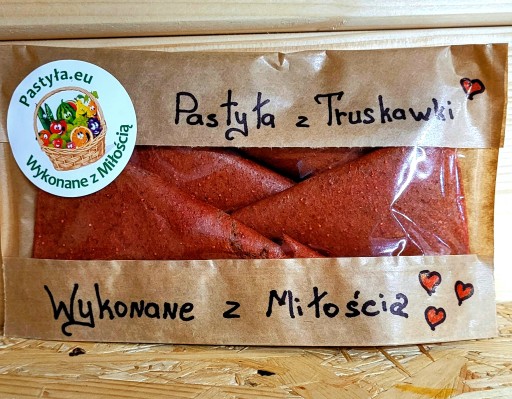 Pastyła.eu
Wykonane z Miłością
Pastyła z Truskawki
Wykonane z Miłością